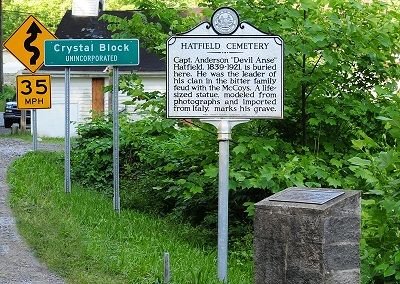 Crystal Block
UNINCORPORATED
35
MPH
HATFIELD CEMETERY
Capt. Anderson "Devil Anse"
Hatfield, 1839-1921, is buried
here. He was the leader of
his clan in the bitter family
feud with the McCoys. A life-
sized statue, modeled from
photographs and imported
from Italy, marks his grave.